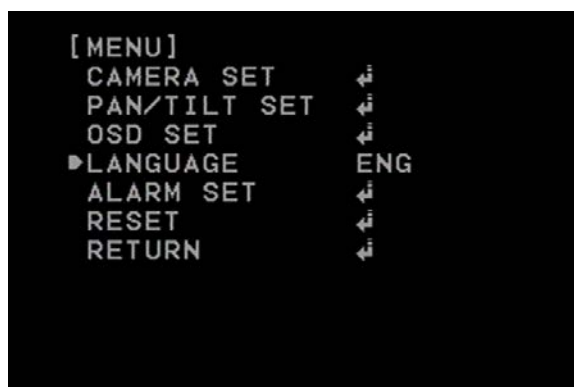 [MENU]
CAMERA SET ↲
PAN/TILT SET ↲
OSD SET ↲
LANGUAGE ENG
ALARM SET ↲
RESET ↲
RETURN ↲